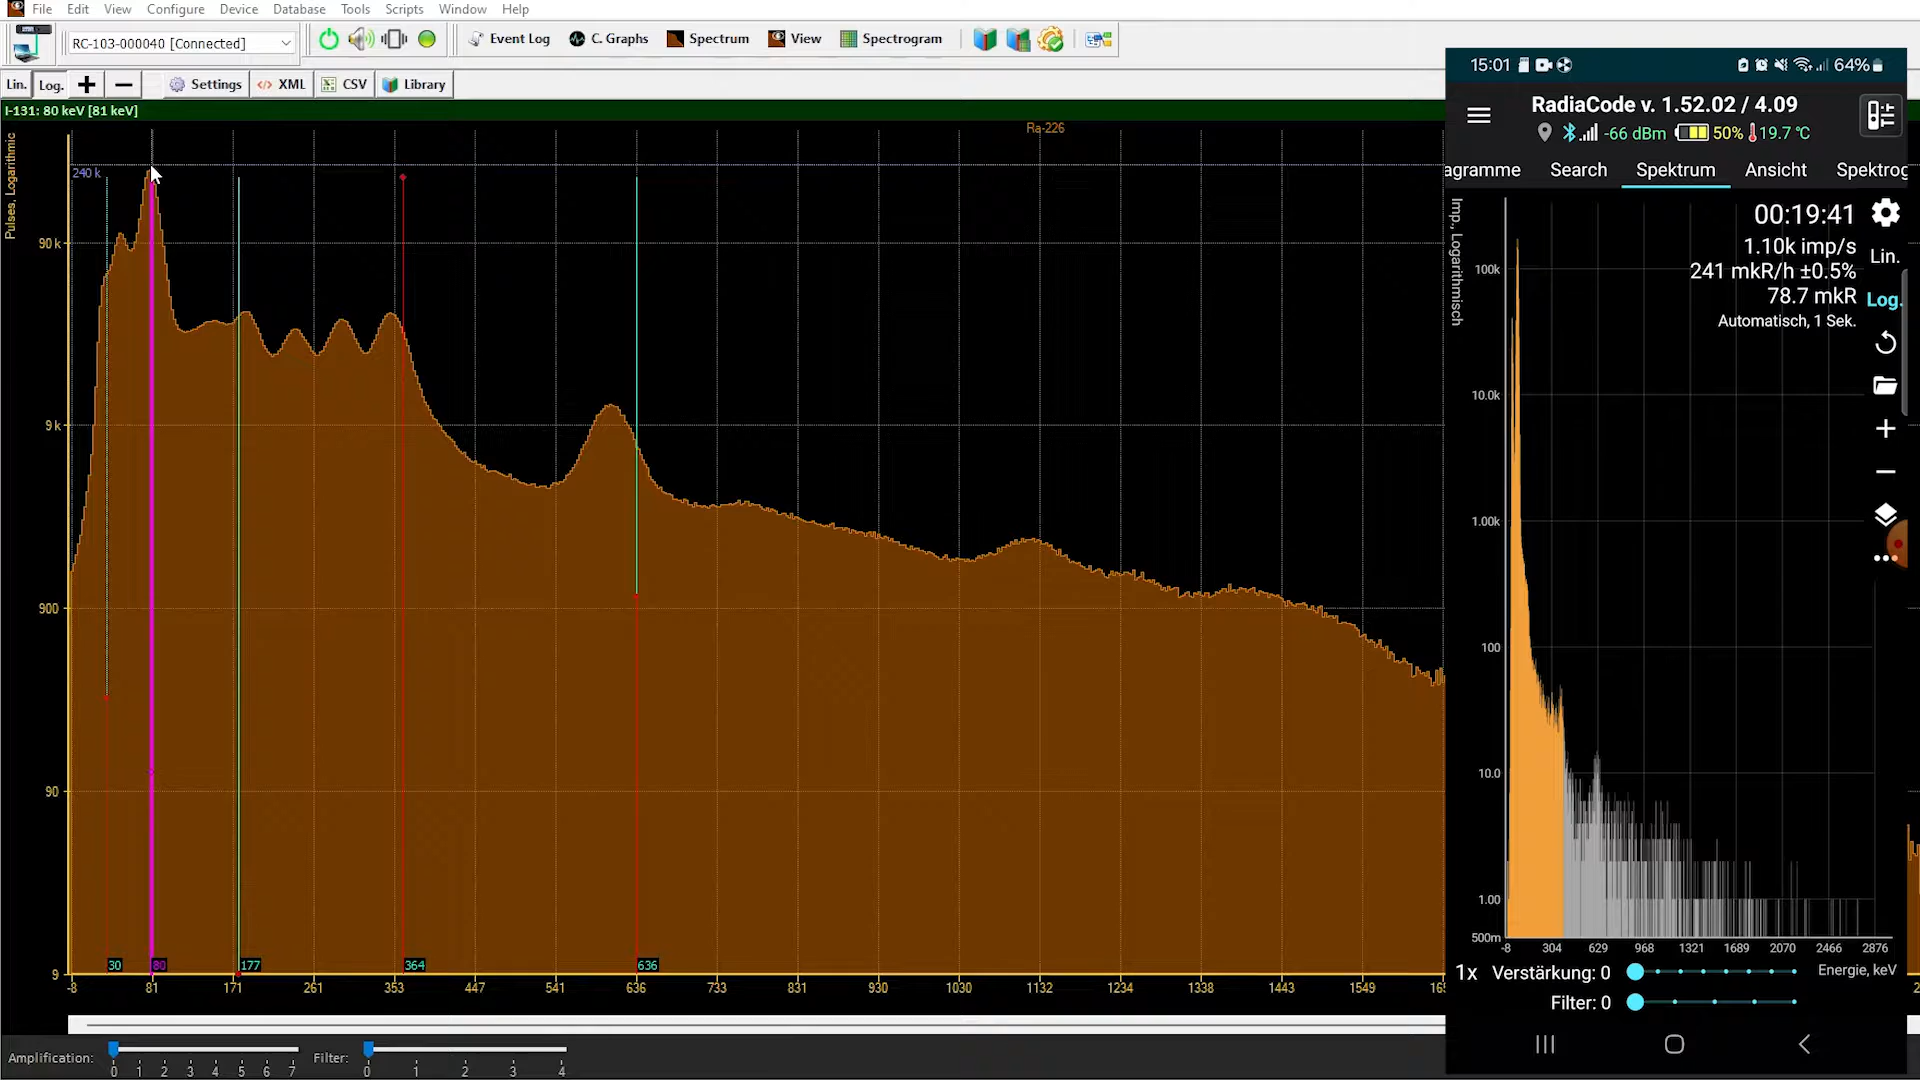 File Edit View Configure Device Database Tools Scripts Window Help
RC-103-000040 [Connected]
Event Log C. Graphs Spectrum View Spectrogram
Lin. Log. Settings XML CSV Library
I-131: 80 keV [81 keV]
Ra-226
Pulses, Logarithmic
240 k
90 k
9 k
900
90
9
30 80 177 364 636
-8 81 171 261 353 447 541 636 733 831 930 1030 1132 1234 1338 1443 1549
Amplification: 0 1 2 3 4 5 6 7
Filter: 0 1 2 3 4
15:01 64%
RadiaCode v. 1.52.02 / 4.09
-66 dBm 50% 19.7 °C
agramme Search Spektrum Ansicht Spektrog
Imp., Logarithmisch
00:19:41
1.10k imp/s
241 mkR/h ±0.5%
78.7 mkR
Automatisch, 1 Sek.
Lin.
Log.
100k
10.0k
1.00k
100
10.0
1.00
500m
-8 304 629 968 1321 1689 2070 2466 2876
1x Verstärkung: 0 Energie, keV
Filter: 0